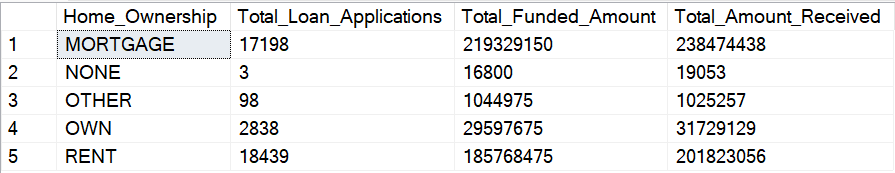 Home_Ownership Total_Loan_Applications Total_Funded_Amount Total_Amount_Received
1 MORTGAGE 17198 219329150 238474438
2 NONE 3 16800 19053
3 OTHER 98 1044975 1025257
4 OWN 2838 29597675 31729129
5 RENT 18439 185768475 201823056